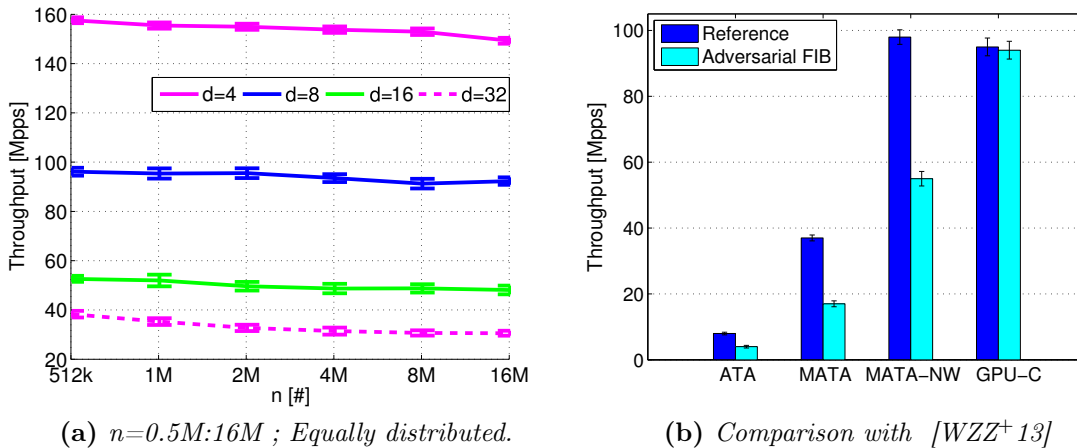 160
140
120
100
80
60
40
20
Throughput [Mpps]
d=4 d=8 d=16 d=32
512k 1M 2M 4M 8M 16M
n [#]
(a) n=0.5M:16M ; Equally distributed.
100
80
60
40
20
0
Throughput [Mpps]
Reference
Adversarial FIB
ATA MATA MATA−NW GPU−C
(b) Comparison with [WZZ+13]